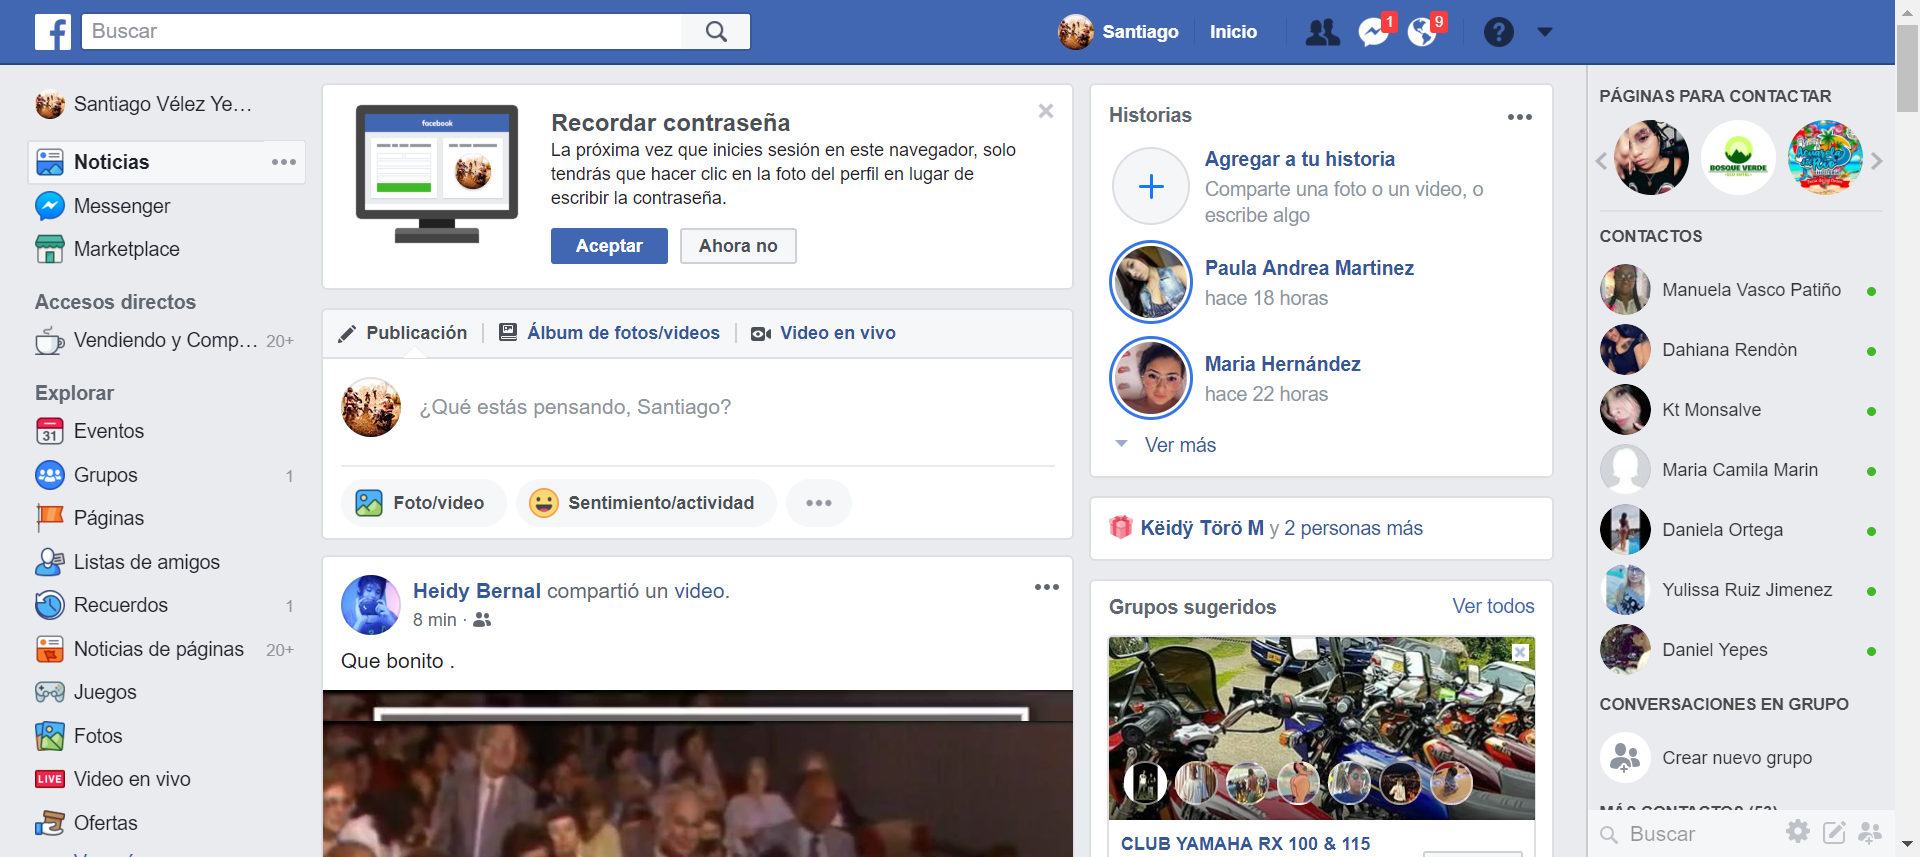 Buscar
Santiago
Inicio
1
9
Santiago Vélez Ye...
Noticias
Messenger
Marketplace
Accesos directos
Vendiendo y Comp... 20+
Explorar
31
Eventos
Grupos 1
Páginas
Listas de amigos
Recuerdos 1
Noticias de páginas 20+
Juegos
Fotos
LIVE
Video en vivo
Ofertas
facebook
Recordar contraseña
La próxima vez que inicies sesión en este navegador, solo
tendrás que hacer clic en la foto del perfil en lugar de
escribir la contraseña.
Aceptar
Ahora no
Publicación
Álbum de fotos/videos
Video en vivo
¿Qué estás pensando, Santiago?
Foto/video
Sentimiento/actividad
Heidy Bernal compartió un video.
8 min ·
Que bonito .
Historias
Agregar a tu historia
Comparte una foto o un video, o
escribe algo
Paula Andrea Martinez
hace 18 horas
Maria Hernández
hace 22 horas
Ver más
Këidÿ Törö M y 2 personas más
Grupos sugeridos
Ver todos
CLUB YAMAHA RX 100 & 115
PÁGINAS PARA CONTACTAR
BOSQUE VERDE
CONTACTOS
Manuela Vasco Patiño
Dahiana Rendòn
Kt Monsalve
Maria Camila Marin
Daniela Ortega
Yulissa Ruiz Jimenez
Daniel Yepes
CONVERSACIONES EN GRUPO
Crear nuevo grupo
MÁS CONTACTOS (53)
Buscar